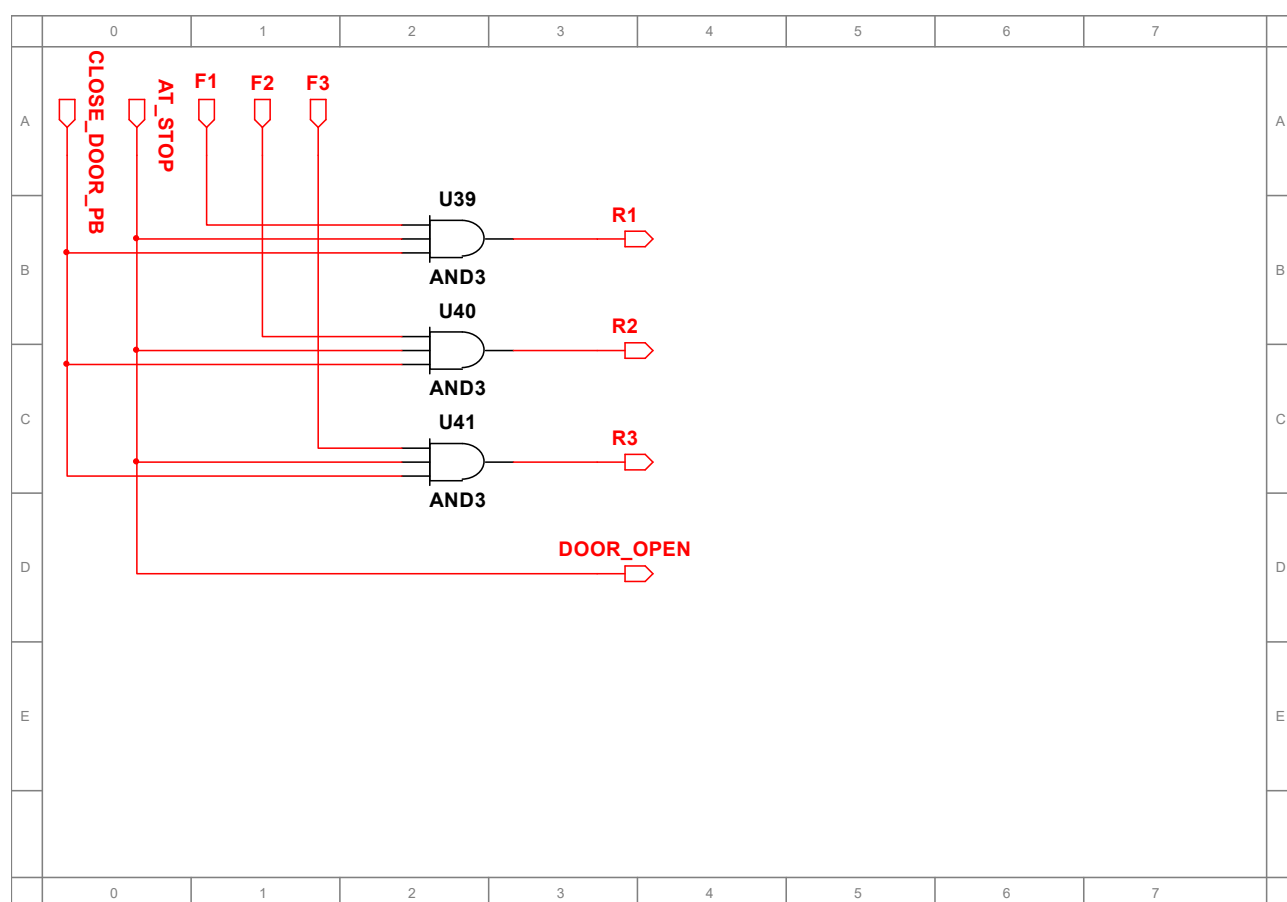 0 1 2 3 4 5 6 7
CLOSE_DOOR_PB
AT_STOP
F1 F2 F3
A A
U39
R1
AND3
B B
U40
R2
AND3
C C
U41
R3
AND3
DOOR_OPEN
D D
E E
0 1 2 3 4 5 6 7